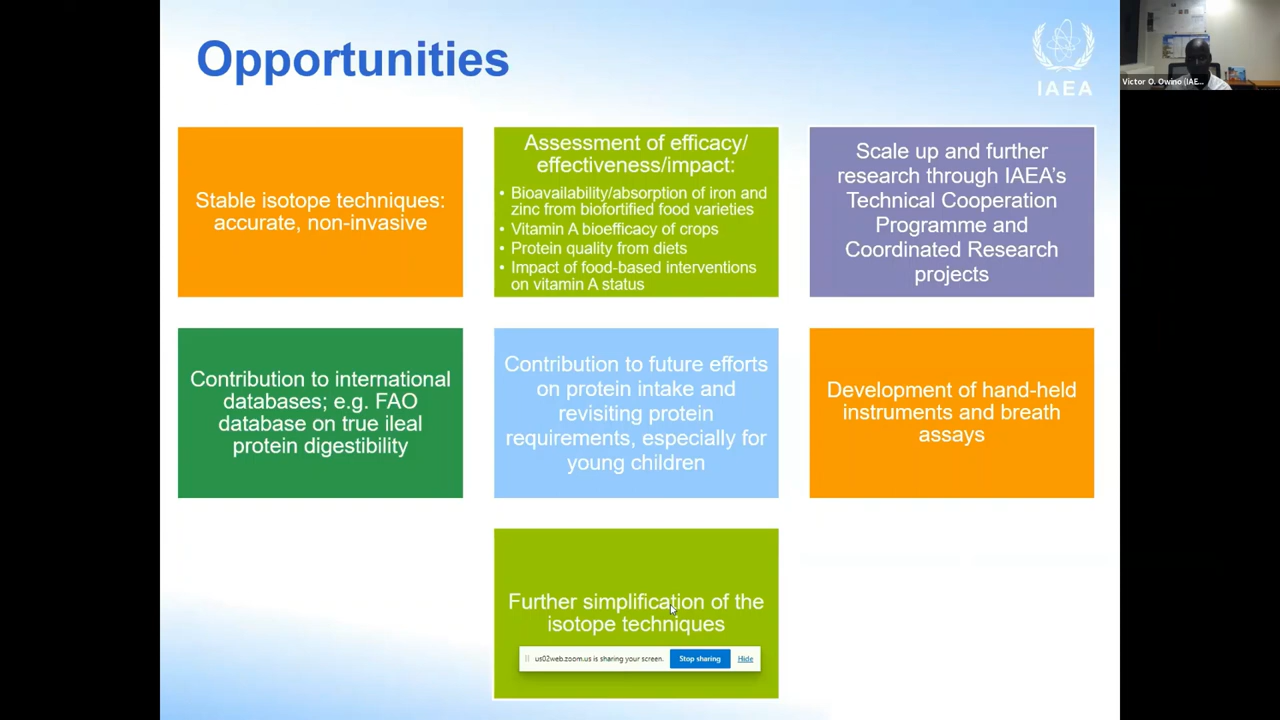 Opportunities
IAEA
Victor O. Owino (IAE...
Stable isotope techniques:
accurate, non-invasive
Assessment of efficacy/
effectiveness/impact:
• Bioavailability/absorption of iron and
zinc from biofortified food varieties
• Vitamin A bioefficacy of crops
• Protein quality from diets
• Impact of food-based interventions
on vitamin A status
Scale up and further
research through IAEA's
Technical Cooperation
Programme and
Coordinated Research
projects
Contribution to international
databases; e.g. FAO
database on true ileal
protein digestibility
Contribution to future efforts
on protein intake and
revisiting protein
requirements, especially for
young children
Development of hand-held
instruments and breath
assays
Further simplification of the
isotope techniques
us02web.zoom.us is sharing your screen.
Stop sharing
Hide